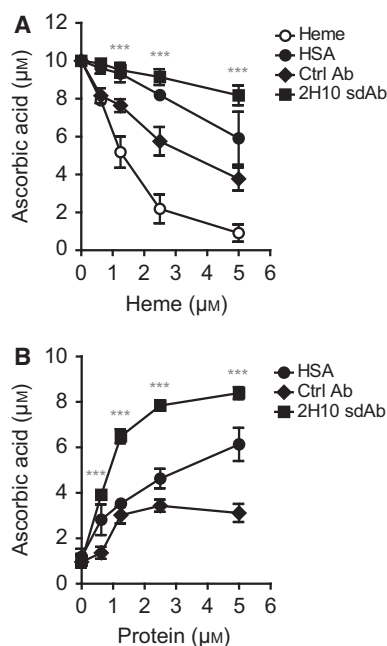 A
Ascorbic acid (μM)
12
10
8
6
4
2
0
***
***
***
0 1 2 3 4 5 6
Heme (μM)
Heme
HSA
Ctrl Ab
2H10 sdAb
B
Ascorbic acid (μM)
10
8
6
4
2
0
***
***
***
***
0 1 2 3 4 5 6
Protein (μM)
HSA
Ctrl Ab
2H10 sdAb